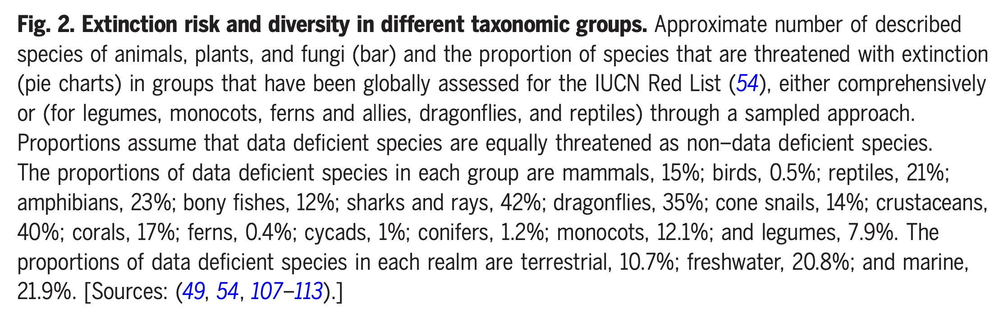 Fig. 2. Extinction risk and diversity in different taxonomic groups. Approximate number of described
species of animals, plants, and fungi (bar) and the proportion of species that are threatened with extinction
(pie charts) in groups that have been globally assessed for the IUCN Red List (54), either comprehensively
or (for legumes, monocots, ferns and allies, dragonflies, and reptiles) through a sampled approach.
Proportions assume that data deficient species are equally threatened as non–data deficient species.
The proportions of data deficient species in each group are mammals, 15%; birds, 0.5%; reptiles, 21%;
amphibians, 23%; bony fishes, 12%; sharks and rays, 42%; dragonflies, 35%; cone snails, 14%; crustaceans,
40%; corals, 17%; ferns, 0.4%; cycads, 1%; conifers, 1.2%; monocots, 12.1%; and legumes, 7.9%. The
proportions of data deficient species in each realm are terrestrial, 10.7%; freshwater, 20.8%; and marine,
21.9%. [Sources: (49, 54, 107–113).]